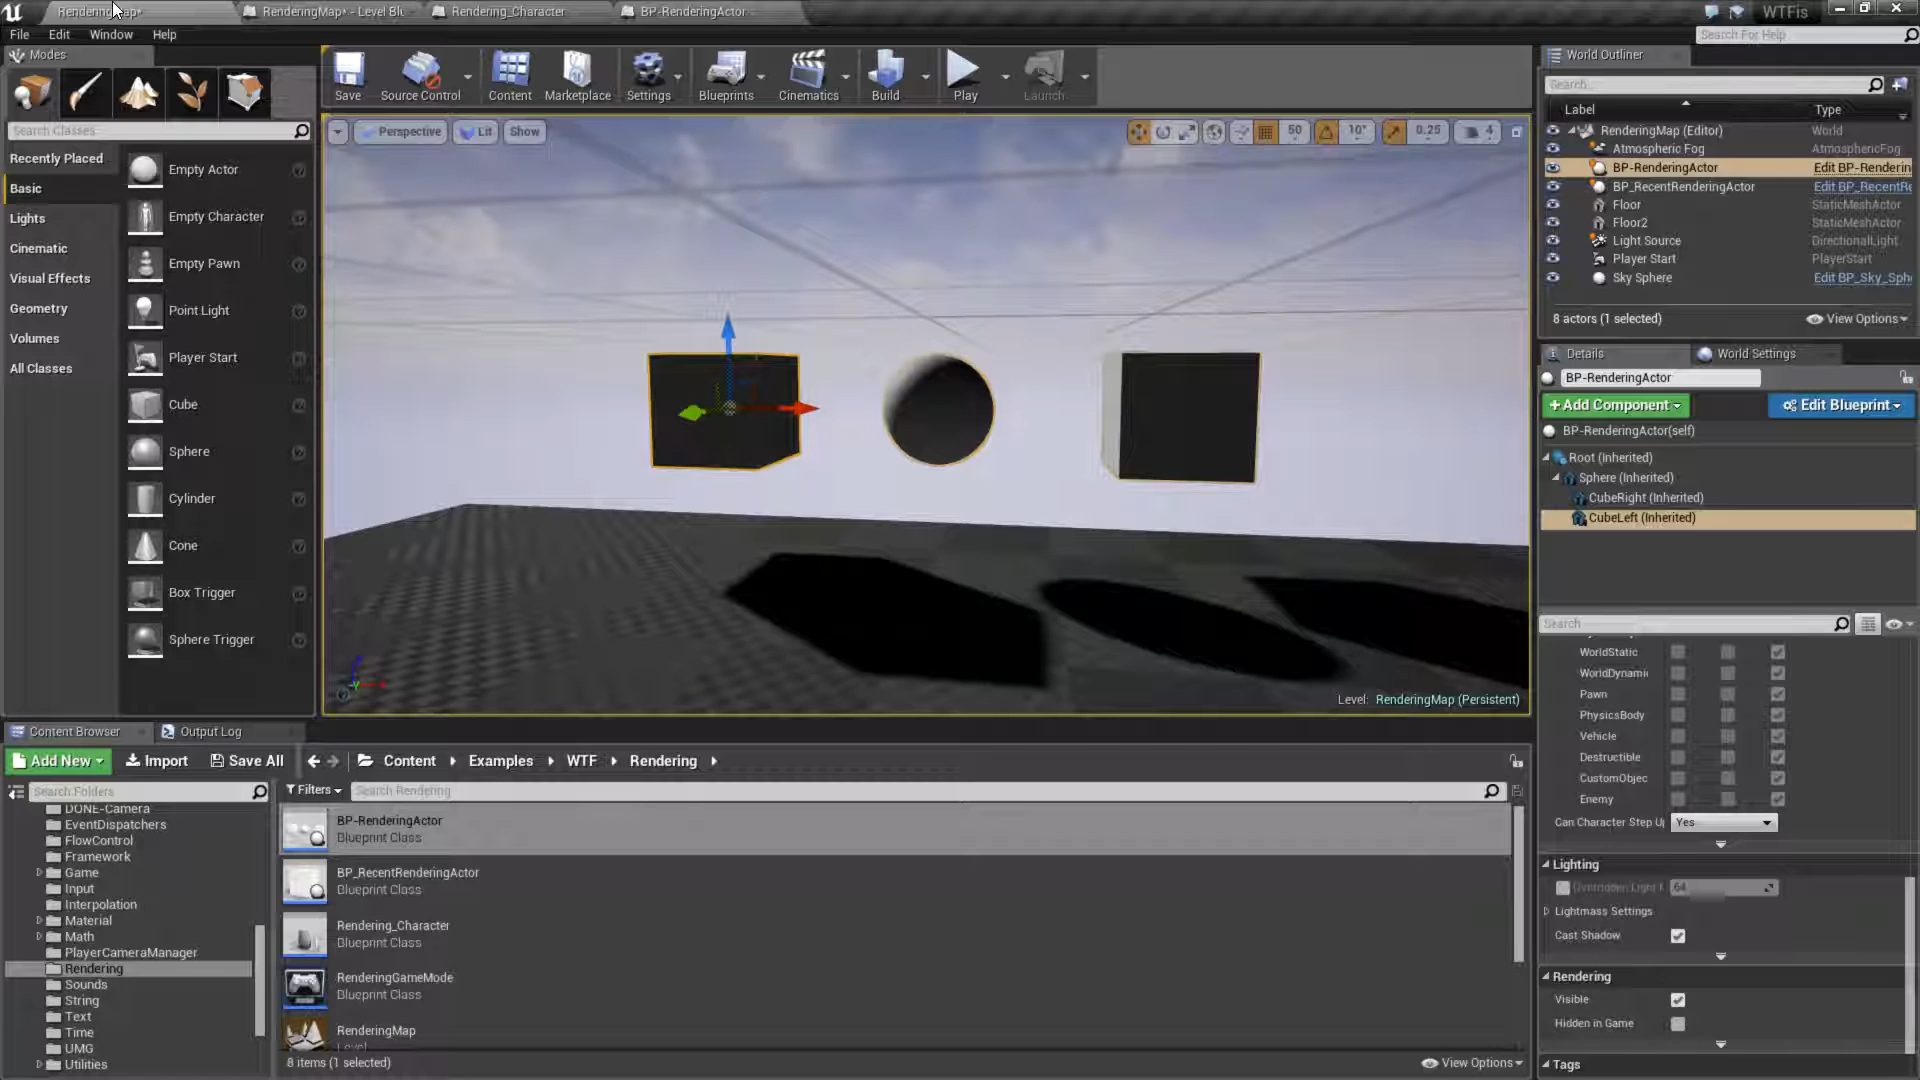 RenderingMap*
RenderingMap* - Level Blu
Rendering_Character
BP-RenderingActor
WTFis
File
Edit
Window
Help
Search For Help
Modes
Search Classes
Recently Placed
Basic
Lights
Cinematic
Visual Effects
Geometry
Volumes
All Classes
Empty Actor
Empty Character
Empty Pawn
Point Light
Player Start
Cube
Sphere
Cylinder
Cone
Box Trigger
Sphere Trigger
Save
Source Control
Content
Marketplace
Settings
Blueprints
Cinematics
Build
Play
Launch
Perspective
Lit
Show
50
10°
0.25
4
Level: RenderingMap (Persistent)
World Outliner
Search...
Label
Type
RenderingMap (Editor)
World
Atmospheric Fog
AtmosphericFog
BP-RenderingActor
Edit BP-Renderin
BP_RecentRenderingActor
Edit BP_RecentRe
Floor
StaticMeshActor
Floor2
StaticMeshActor
Light Source
DirectionalLight
Player Start
PlayerStart
Sky Sphere
Edit BP_Sky_Sph
8 actors (1 selected)
View Options
Details
World Settings
BP-RenderingActor
Add Component
Edit Blueprint
BP-RenderingActor(self)
Root (Inherited)
Sphere (Inherited)
CubeRight (Inherited)
CubeLeft (Inherited)
Search
WorldStatic
WorldDynami
Pawn
PhysicsBody
Vehicle
Destructible
CustomObjec
Enemy
Can Character Step U
Yes
Lighting
Overridden Light
64
Lightmass Settings
Cast Shadow
Rendering
Visible
Hidden in Game
Tags
Content Browser
Output Log
Add New
Import
Save All
Content
Examples
WTF
Rendering
Search Folders
Filters
Search Rendering
DONE-Camera
EventDispatchers
FlowControl
Framework
Game
Input
Interpolation
Material
Math
PlayerCameraManager
Rendering
Sounds
String
Text
Time
UMG
Utilities
BP-RenderingActor
Blueprint Class
BP_RecentRenderingActor
Blueprint Class
Rendering_Character
Blueprint Class
RenderingGameMode
Blueprint Class
RenderingMap
Level
8 items (1 selected)
View Options